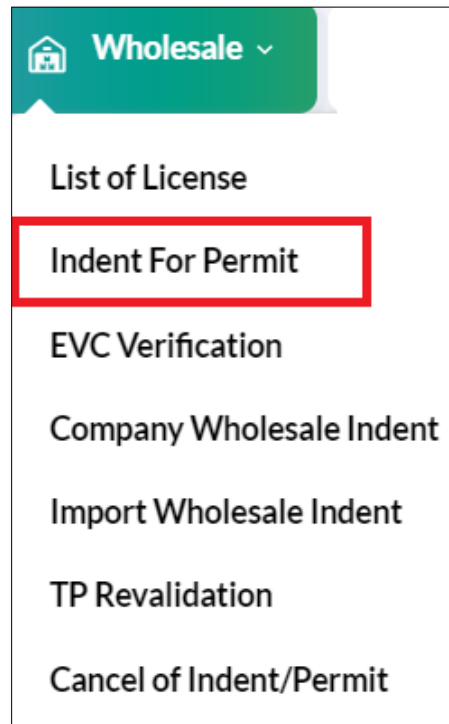 Wholesale
List of License
Indent For Permit
EVC Verification
Company Wholesale Indent
Import Wholesale Indent
TP Revalidation
Cancel of Indent/Permit